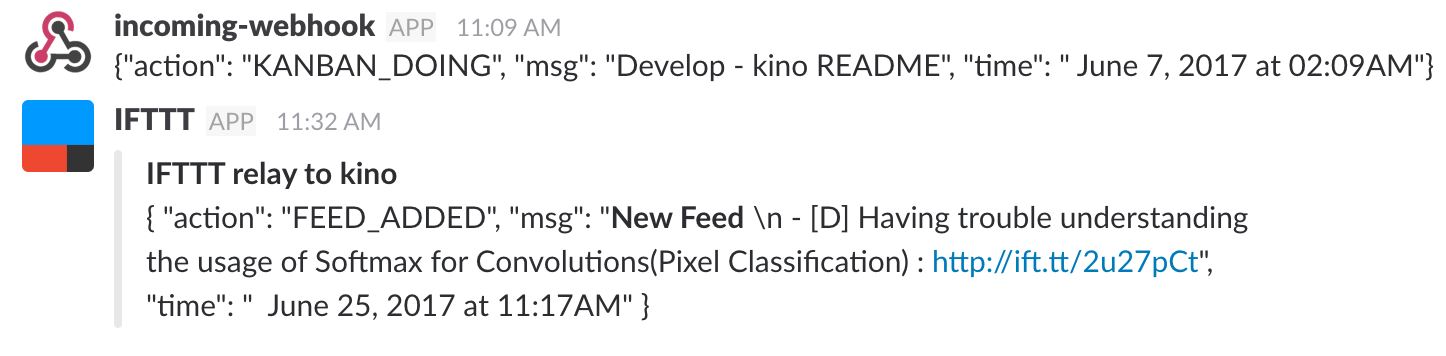 incoming-webhook APP 11:09 AM
{"action": "KANBAN_DOING", "msg": "Develop - kino README", "time": " June 7, 2017 at 02:09AM"}
IFTTT APP 11:32 AM
IFTTT relay to kino
{ "action": "FEED_ADDED", "msg": "New Feed \n - [D] Having trouble understanding
the usage of Softmax for Convolutions(Pixel Classification) : http://ift.tt/2u27pCt",
"time": "  June 25, 2017 at 11:17AM" }